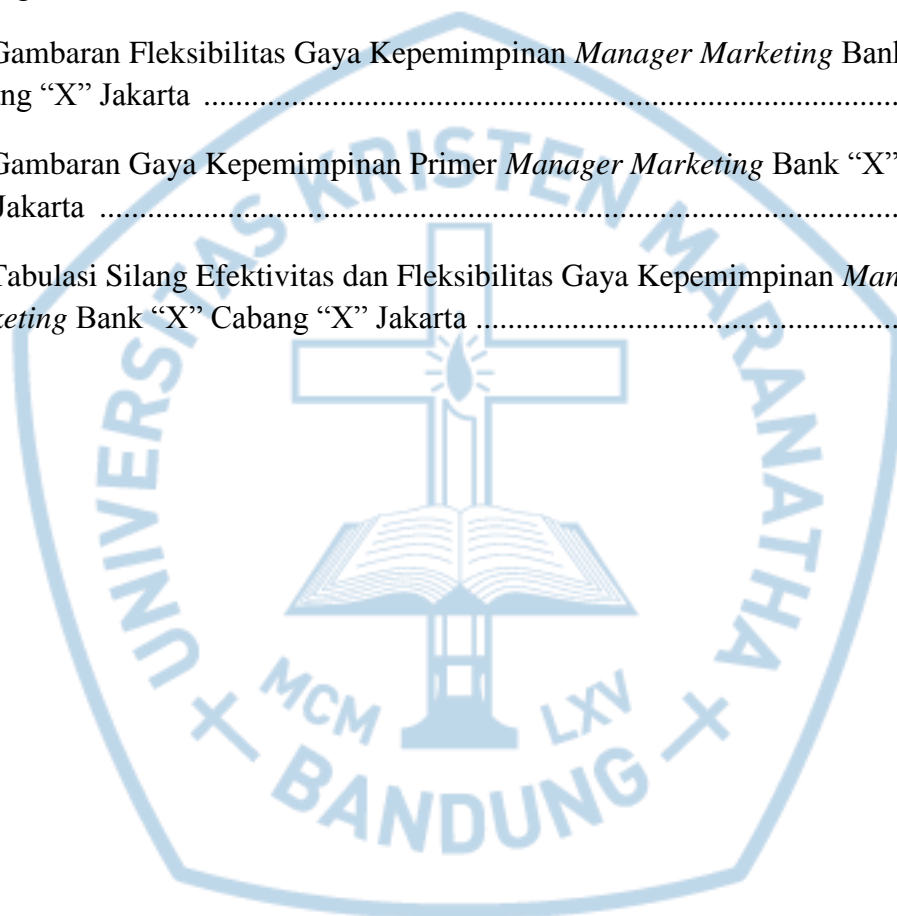 Gambaran Fleksibilitas Gaya Kepemimpinan Manager Marketing Bank
ng “X” Jakarta ........................................................................................
Gambaran Gaya Kepemimpinan Primer Manager Marketing Bank “X”
Jakarta .....................................................................................................
Tabulasi Silang Efektivitas dan Fleksibilitas Gaya Kepemimpinan Man
keting Bank “X” Cabang “X” Jakarta .....................................................
UNIVERSITAS KRISTEN MARANATHA
MCM LXV
BANDUNG